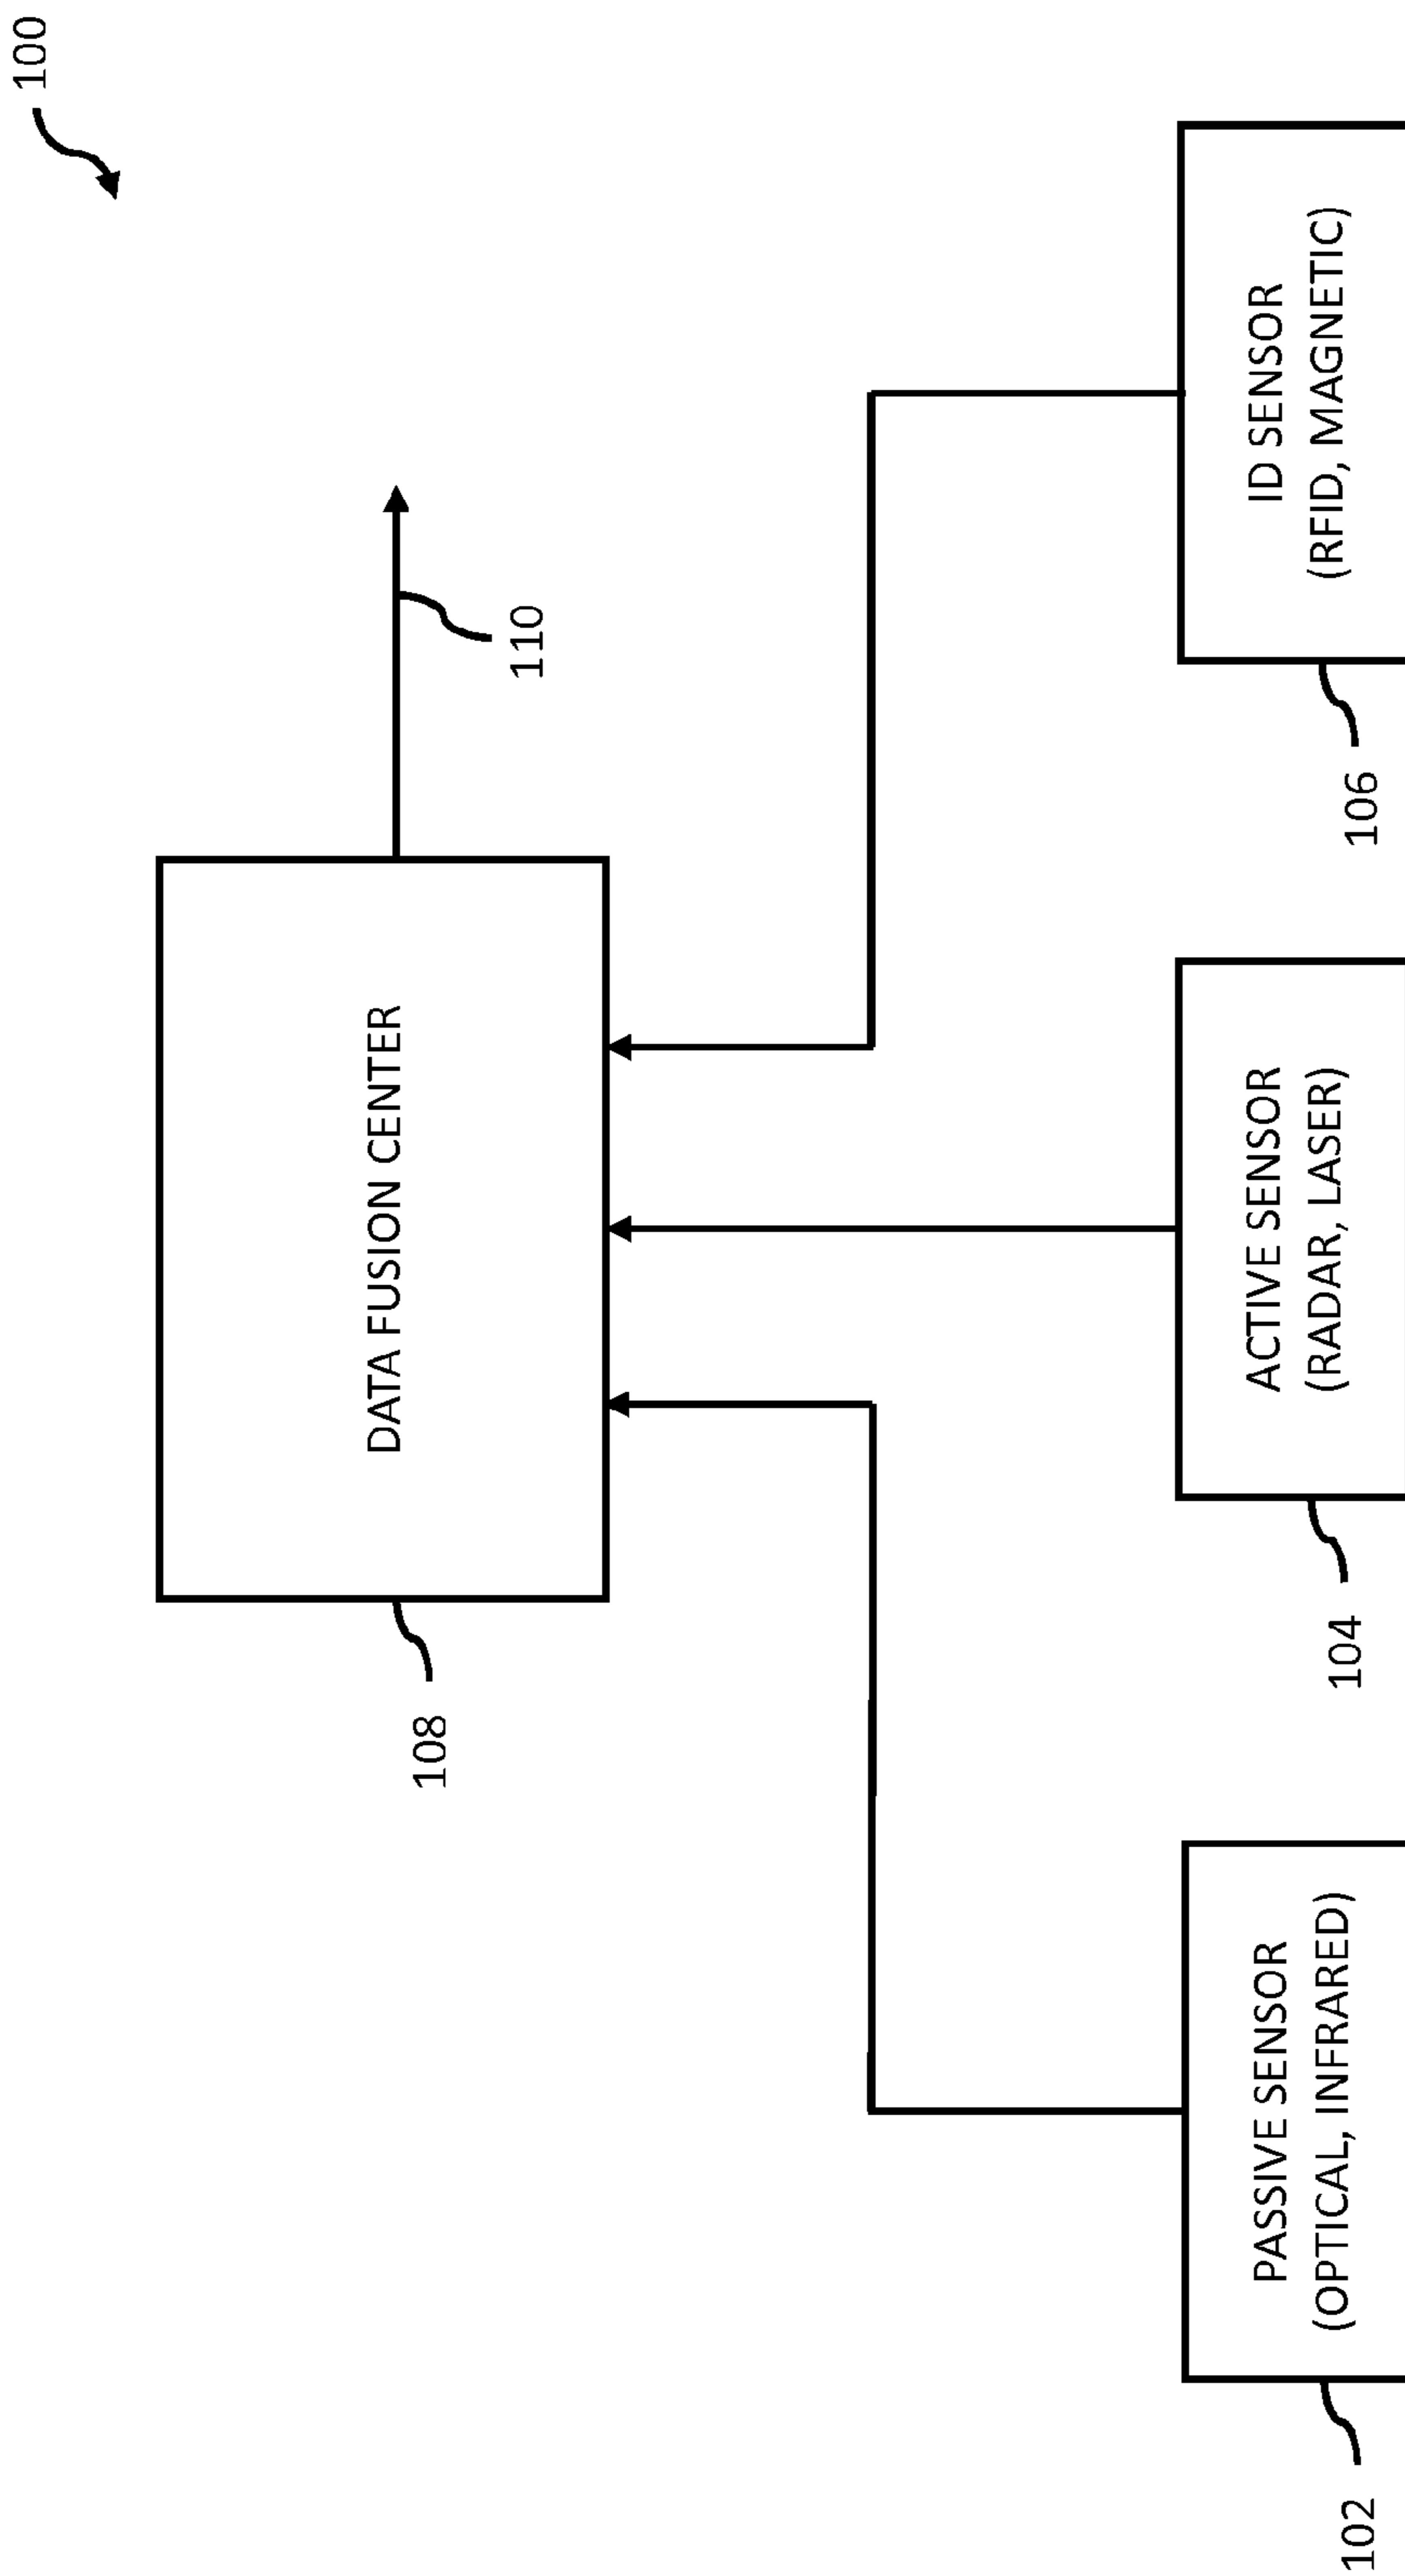 100
DATA FUSION CENTER
108
110
PASSIVE SENSOR
(OPTICAL, INFRARED)
102
ACTIVE SENSOR
(RADAR, LASER)
104
ID SENSOR
(RFID, MAGNETIC)
106